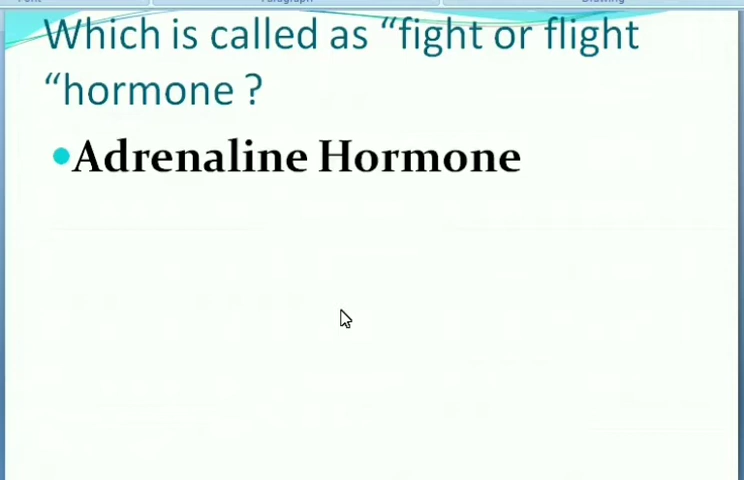 Which is called as “fight or flight
“hormone ?
•Adrenaline Hormone